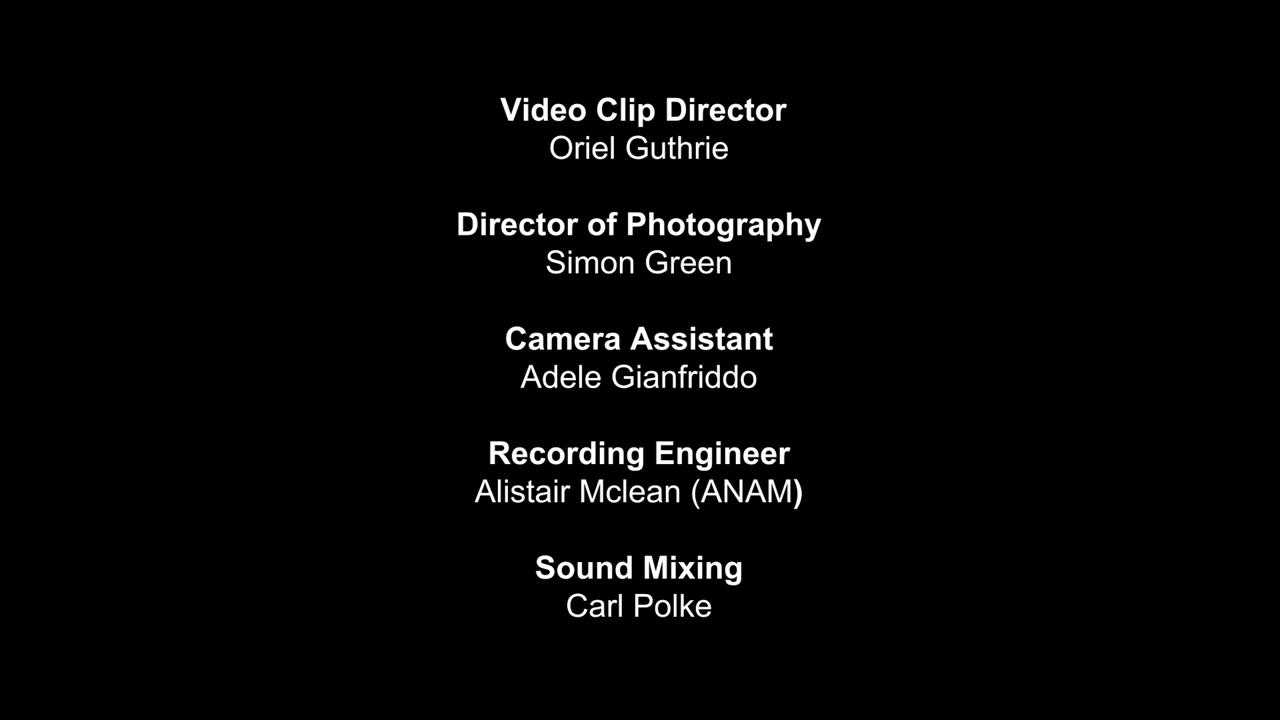 Video Clip Director
Oriel Guthrie
Director of Photography
Simon Green
Camera Assistant
Adele Gianfriddo
Recording Engineer
Alistair Mclean (ANAM)
Sound Mixing
Carl Polke